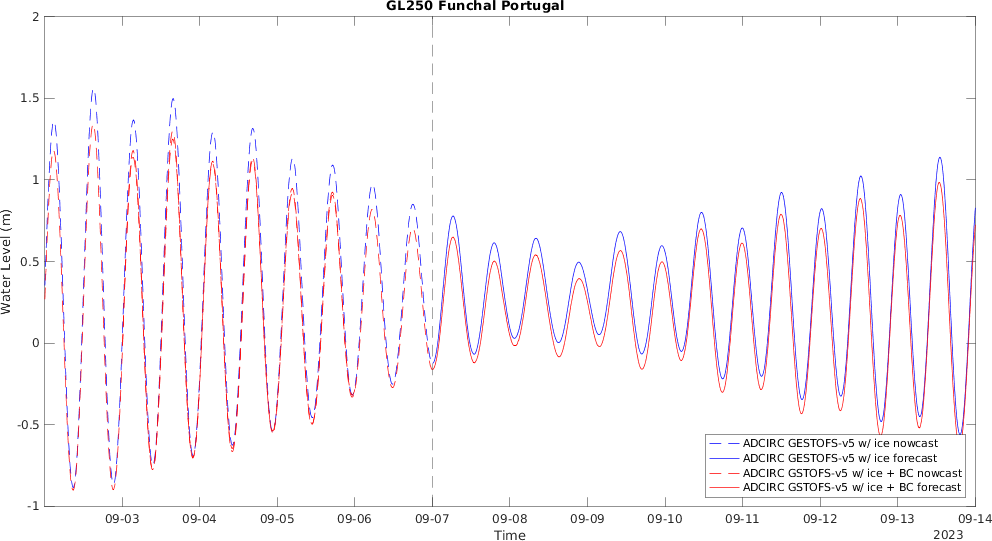 GL250 Funchal Portugal
2
1.5
1
0.5
0
-0.5
-1
Water Level (m)
09-03 09-04 09-05 09-06 09-07 09-08 09-09 09-10 09-11 09-12 09-13 09-14
Time
2023
ADCIRC GESTOFS-v5 w/ ice nowcast
ADCIRC GESTOFS-v5 w/ ice forecast
ADCIRC GSTOFS-v5 w/ ice + BC nowcast
ADCIRC GSTOFS-v5 w/ ice + BC forecast